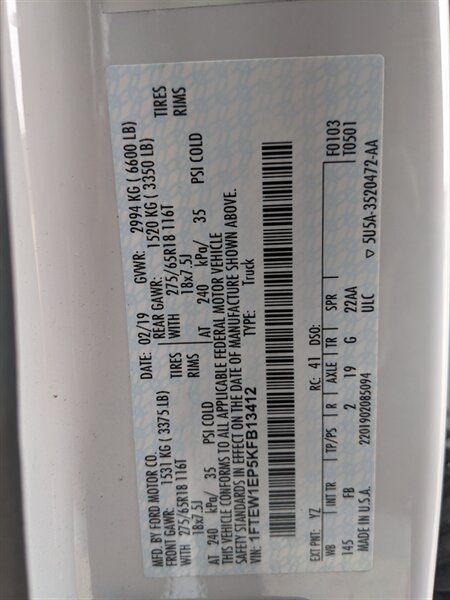 MFD. BY FORD MOTOR CO.
DATE: 02/19 GVWR: 2994 KG ( 6600 LB)
FRONT GAWR: 1531 KG ( 3375 LB) REAR GAWR: 1520 KG ( 3350 LB)
WITH 275/65R18 116T TIRES WITH 275/65R18 116T TIRES
18x7.5J RIMS 18x7.5J RIMS
AT 240 kPa/ 35 PSI COLD AT 240 kPa/ 35 PSI COLD
THIS VEHICLE CONFORMS TO ALL APPLICABLE FEDERAL MOTOR VEHICLE
SAFETY STANDARDS IN EFFECT ON THE DATE OF MANUFACTURE SHOWN ABOVE.
VIN: 1FTEW1EP5KFB13412 TYPE: Truck
EXT PNT: YZ RC: 41 DSO: F0103
WB INT TR TP/PS R AXLE TR SPR T0501
145 FB 2 19 G 22AA
MADE IN U.S.A. 2201902085094 ULC ▽ 5U5A-3520472-AA